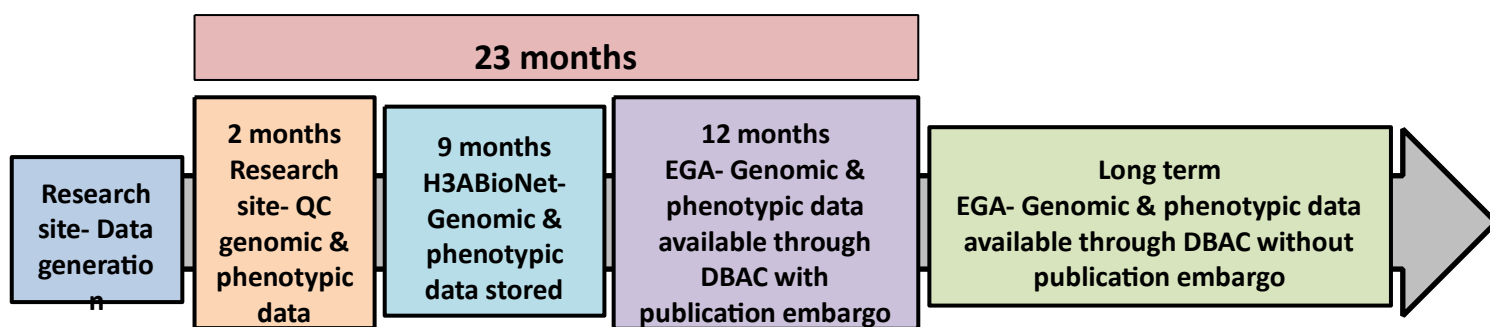 23 months
Research
site- Data
generatio
n
2 months
Research
site- QC
genomic &
phenotypic
data
9 months
H3ABioNet-
Genomic &
phenotypic
data stored
12 months
EGA- Genomic &
phenotypic data
available through
DBAC with
publication embargo
Long term
EGA- Genomic & phenotypic data
available through DBAC without
publication embargo